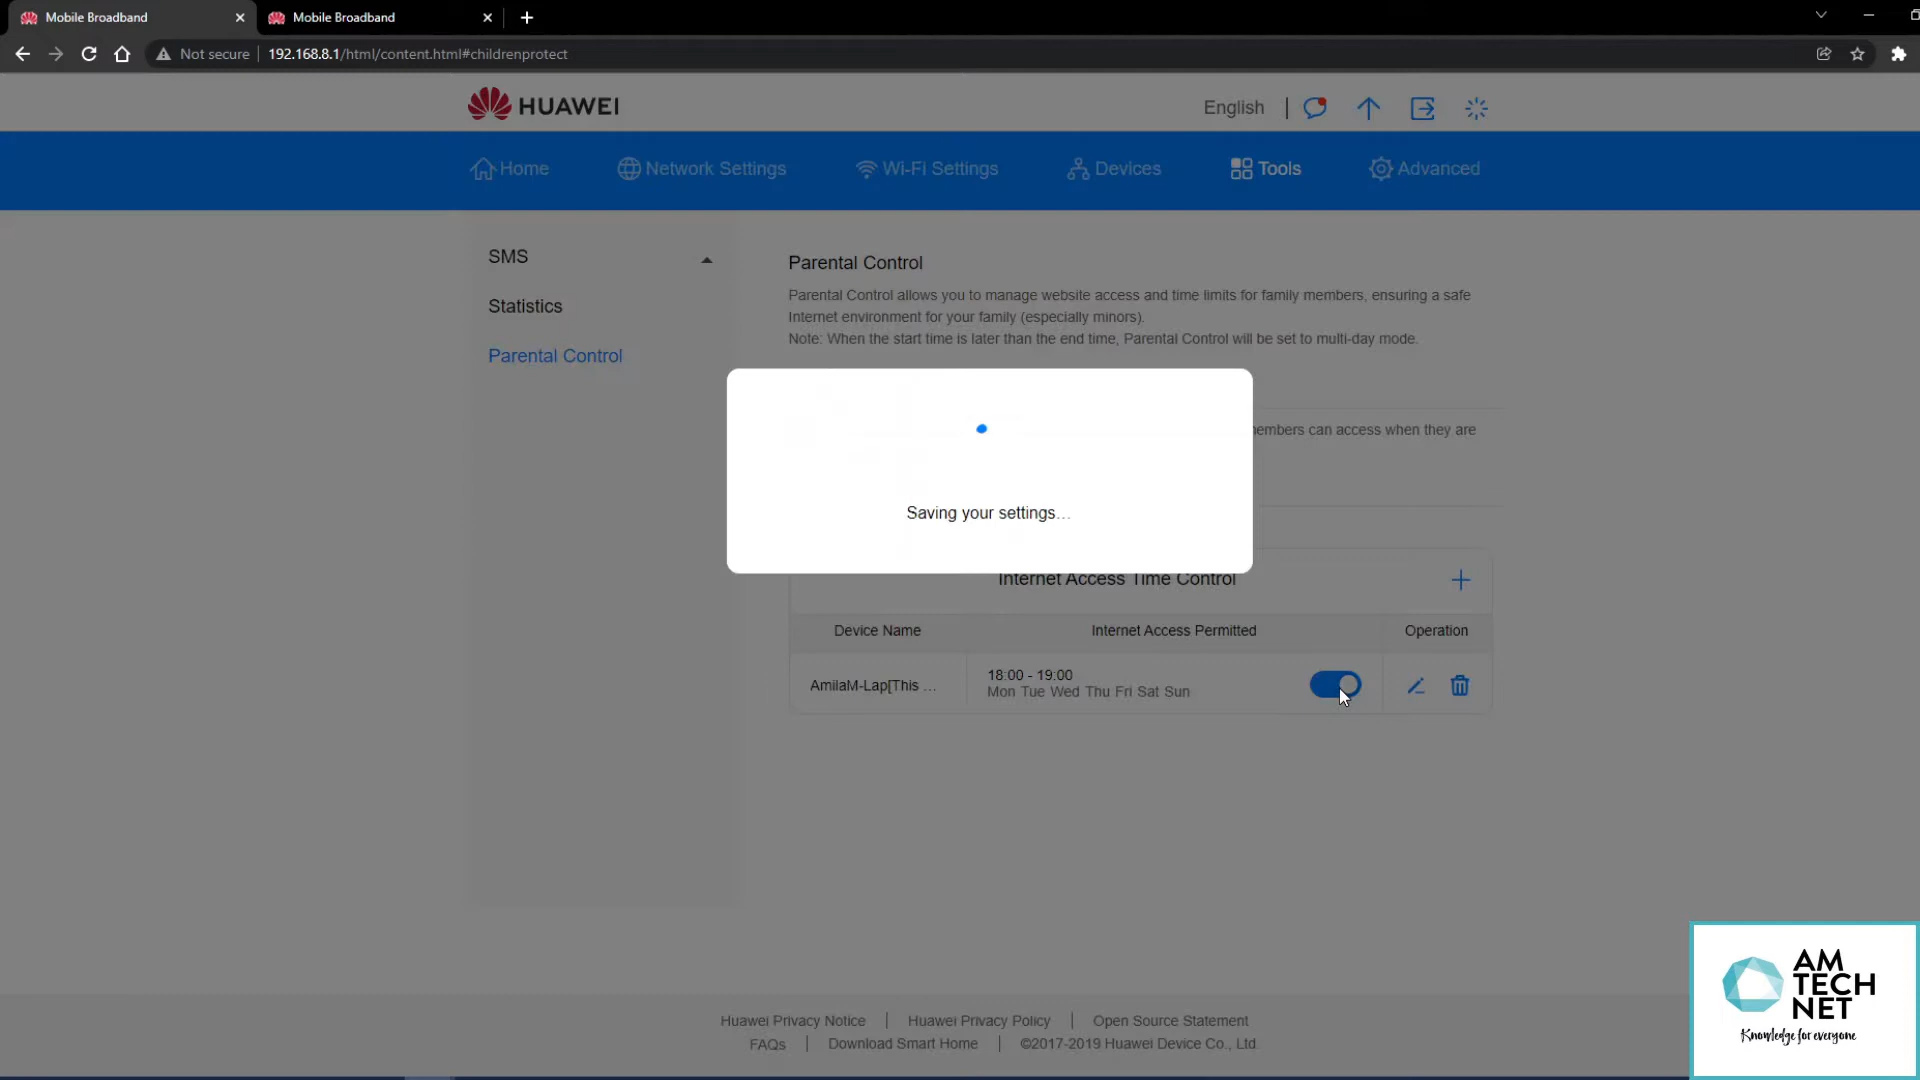 Mobile Broadband
Mobile Broadband
Not secure
192.168.8.1/html/content.html#childrenprotect
HUAWEI
English
Home
Network Settings
Wi-Fi Settings
Devices
Tools
Advanced
SMS
Statistics
Parental Control
Parental Control
Parental Control allows you to manage website access and time limits for family members, ensuring a safe
Internet environment for your family (especially minors).
Note: When the start time is later than the end time, Parental Control will be set to multi-day mode.
members can access when they are
Saving your settings...
Internet Access Time Control
Device Name
Internet Access Permitted
Operation
AmilaM-Lap[This ...
18:00 - 19:00
Mon Tue Wed Thu Fri Sat Sun
Huawei Privacy Notice
Huawei Privacy Policy
Open Source Statement
FAQs
Download Smart Home
©2017-2019 Huawei Device Co., Ltd.
AM
TECH
NET
Knowledge for everyone